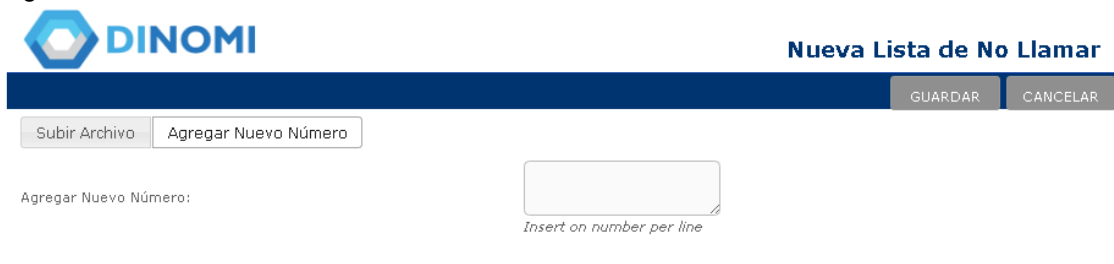 DINOMI
Nueva Lista de No Llamar
GUARDAR CANCELAR
Subir Archivo Agregar Nuevo Número
Agregar Nuevo Número:
Insert on number per line